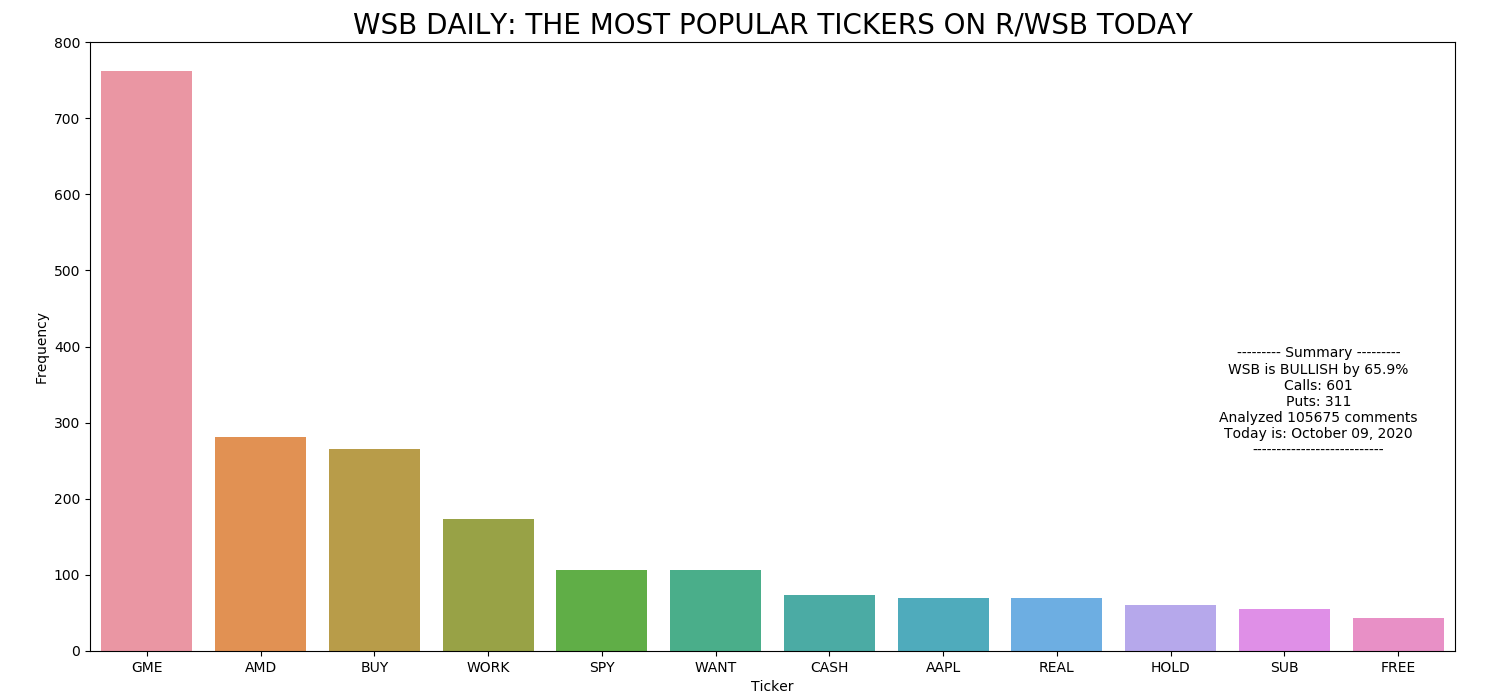 WSB DAILY: THE MOST POPULAR TICKERS ON R/WSB TODAY
800
700
600
500
400
300
200
100
0
Frequency
--------- Summary ---------
WSB is BULLISH by 65.9%
Calls: 601
Puts: 311
Analyzed 105675 comments
Today is: October 09, 2020
---------------------------
GME AMD BUY WORK SPY WANT CASH AAPL REAL HOLD SUB FREE
Ticker